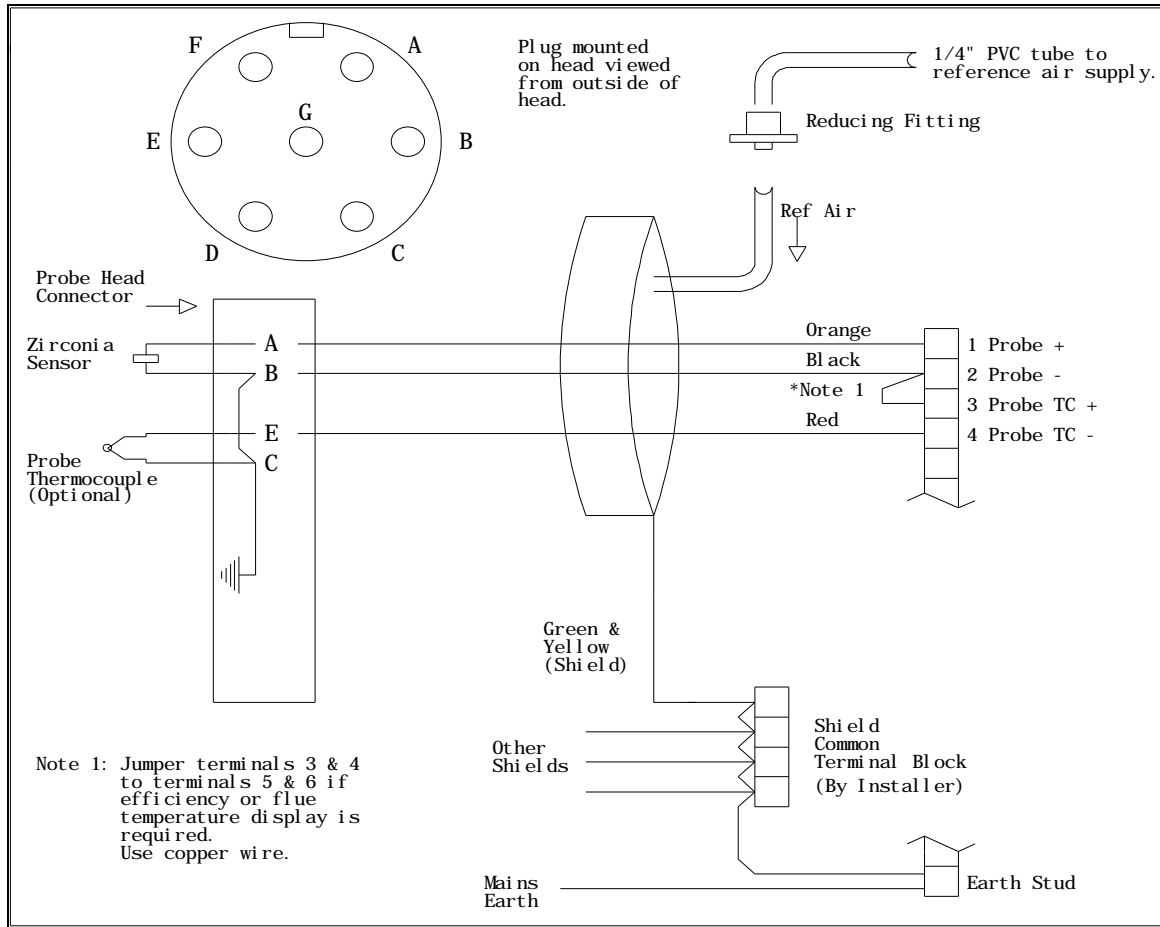 F
A
G
E
B
D
C
Plug mounted
on head viewed
from outside of
head.
1/4" PVC tube to
reference air supply.
Reducing Fitting
Ref Air
Probe Head
Connector
Zirconia
Sensor
A
B
E
C
Probe
Thermocouple
(Optional)
Orange
Black
*Note 1
Red
1 Probe +
2 Probe -
3 Probe TC +
4 Probe TC -
Green &
Yellow
(Shield)
Other
Shields
Shield
Common
Terminal Block
(By Installer)
Note 1: Jumper terminals 3 & 4
to terminals 5 & 6 if
efficiency or flue
temperature display is
required.
Use copper wire.
Mains
Earth
Earth Stud